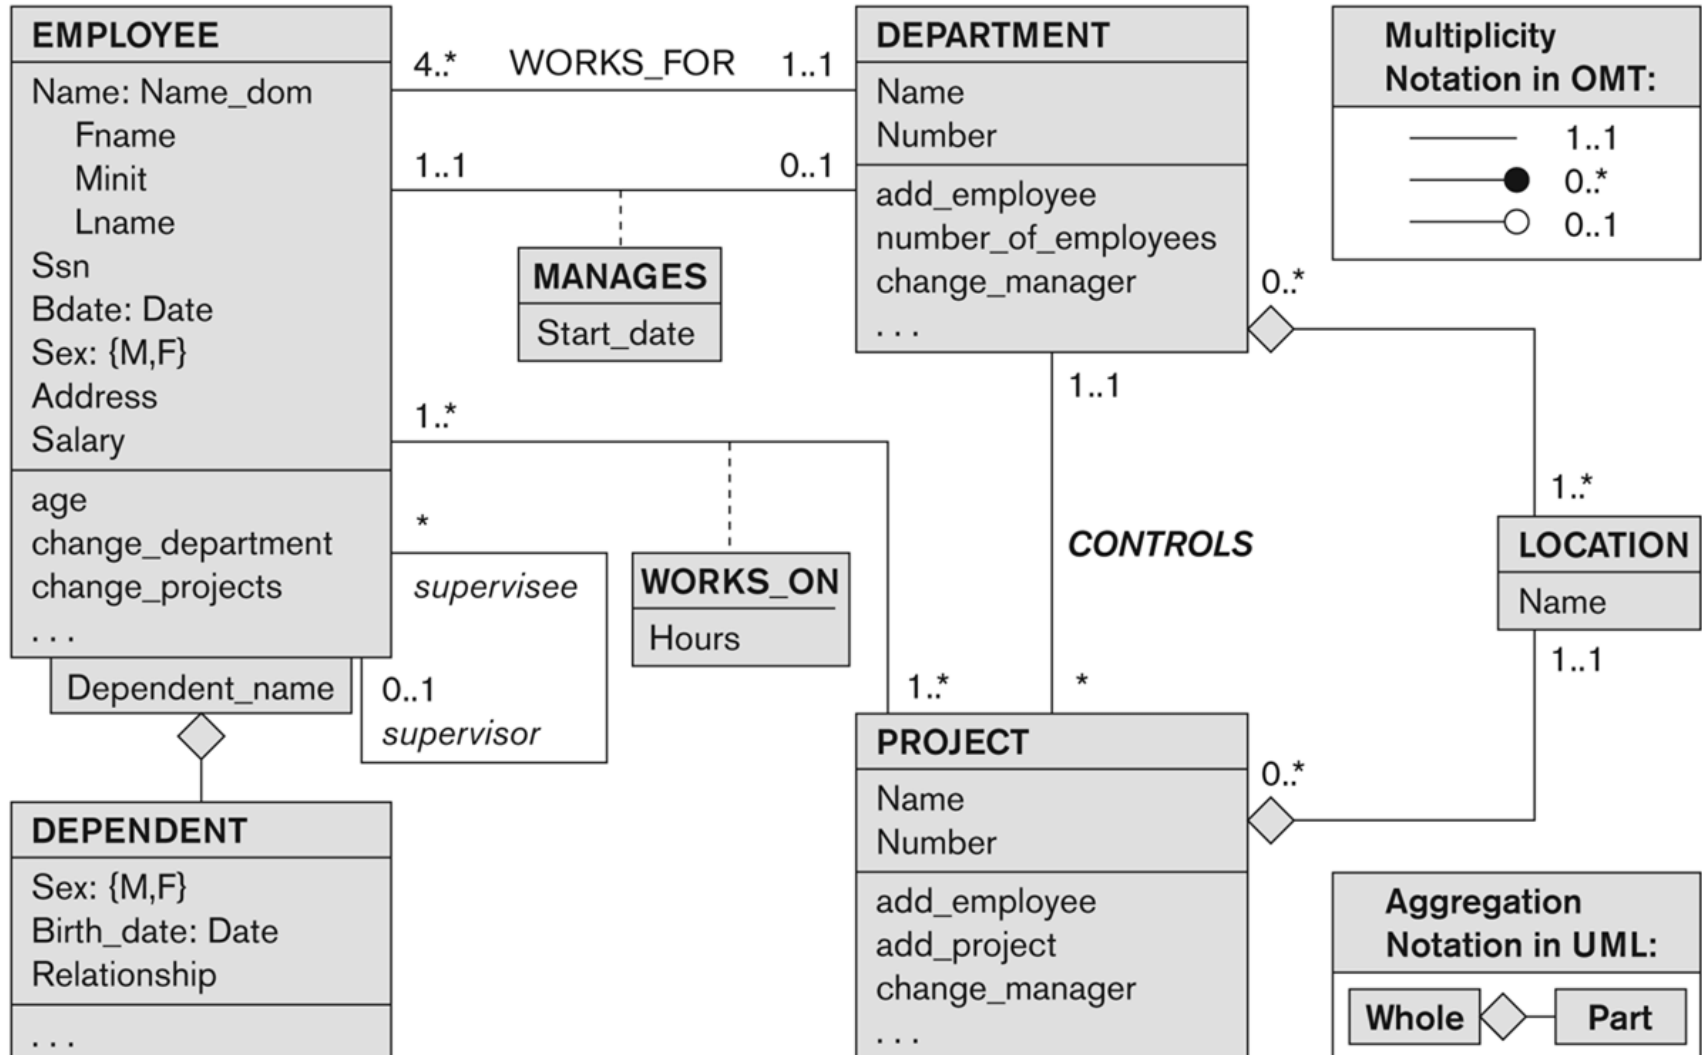 EMPLOYEE
Name: Name_dom
Fname
Minit
Lname
Ssn
Bdate: Date
Sex: {M,F}
Address
Salary
age
change_department
change_projects
. . .
Dependent_name
DEPENDENT
Sex: {M,F}
Birth_date: Date
Relationship
. . .
4..* WORKS_FOR 1..1
1..1 0..1
MANAGES
Start_date
1..*
*
supervisee
0..1
supervisor
WORKS_ON
Hours
1..*
DEPARTMENT
Name
Number
add_employee
number_of_employees
change_manager
. . .
1..1
CONTROLS
*
PROJECT
Name
Number
add_employee
add_project
change_manager
. . .
Multiplicity
Notation in OMT:
1..1
0..*
0..1
0..*
1..*
LOCATION
Name
1..1
0..*
Aggregation
Notation in UML:
Whole Part